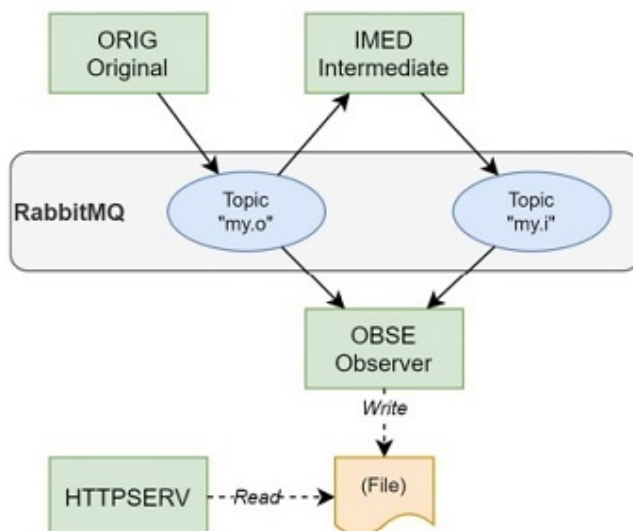 ORIG
Original
IMED
Intermediate
RabbitMQ
Topic
"my.o"
Topic
"my.i"
OBSE
Observer
Write
HTTPSERV
Read
(File)